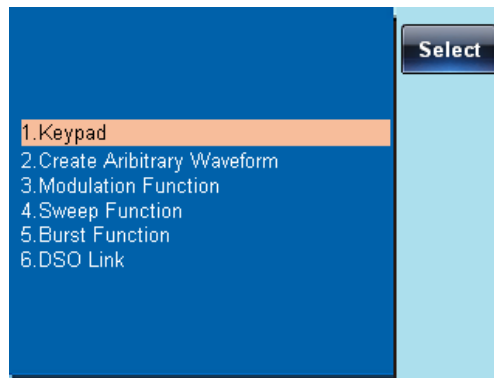 Select
1.Keypad
2.Create Aribitrary Waveform
3.Modulation Function
4.Sweep Function
5.Burst Function
6.DSO Link